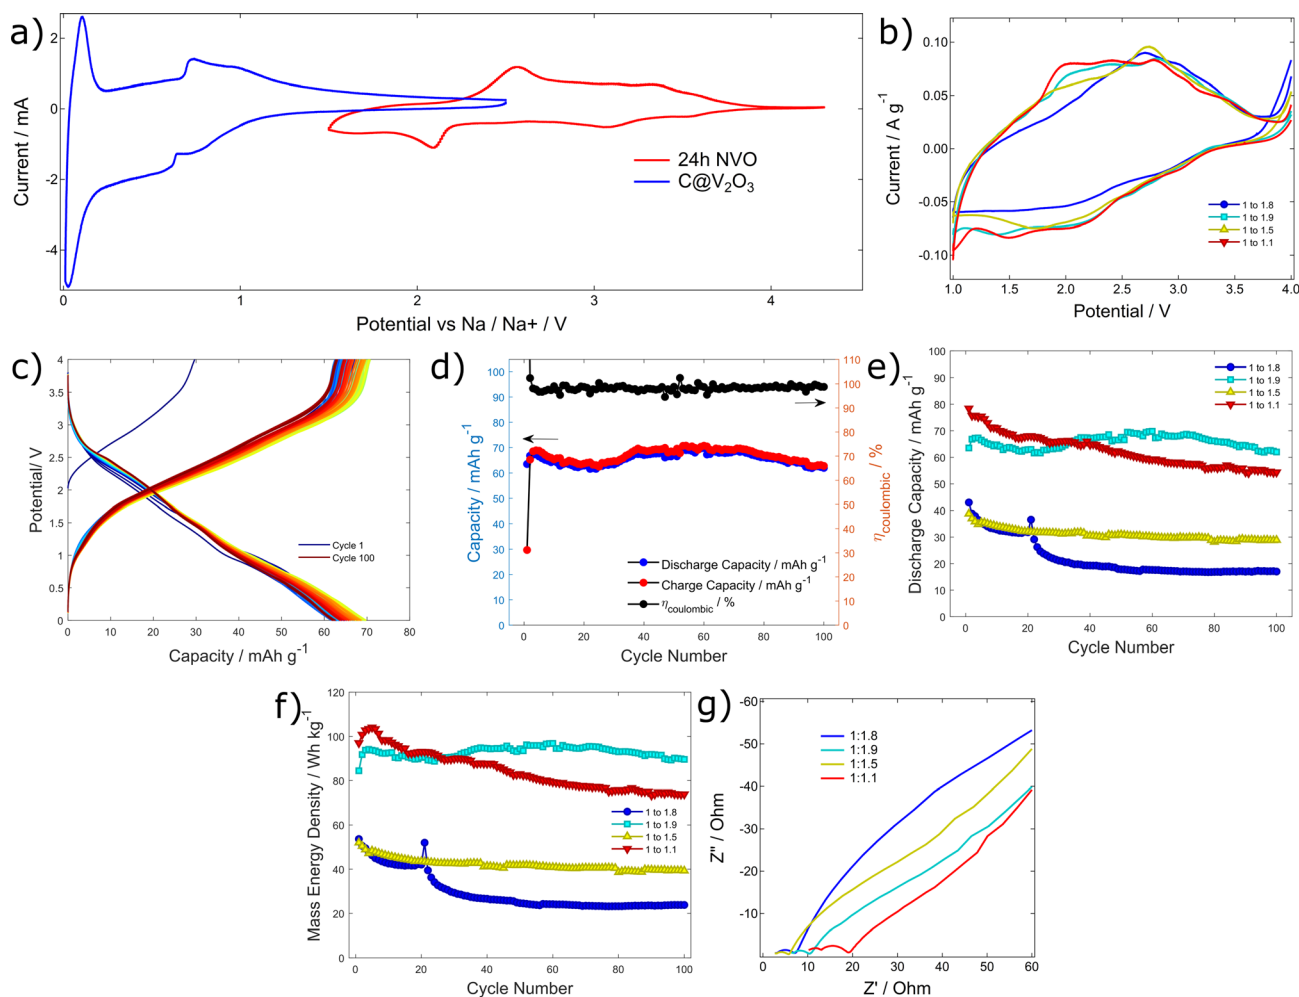 a)
2
0
-2
-4
Current / mA
0
1
2
3
4
Potential vs Na / Na+ / V
24h NVO
C@V₂O₃
b)
0.10
0.05
0.00
-0.05
-0.10
Current / A g⁻¹
1.0
1.5
2.0
2.5
3.0
3.5
4.0
Potential / V
1 to 1.8
1 to 1.9
1 to 1.5
1 to 1.1
c)
4
3.5
3
2.5
2
1.5
1
0.5
0
Potential/ V
0
10
20
30
40
50
60
70
80
Capacity / mAh g⁻¹
Cycle 1
Cycle 100
d)
100
90
80
70
60
50
40
30
20
10
0
Capacity / mAh g⁻¹
110
100
90
80
70
60
50
40
30
20
10
0
ηcoulombic / %
0
20
40
60
80
100
Cycle Number
Discharge Capacity / mAh g⁻¹
Charge Capacity / mAh g⁻¹
ηcoulombic / %
e)
100
90
80
70
60
50
40
30
20
10
0
Discharge Capacity / mAh g⁻¹
0
20
40
60
80
100
Cycle Number
1 to 1.8
1 to 1.9
1 to 1.5
1 to 1.1
f)
120
100
80
60
40
20
0
Mass Energy Density / Wh kg⁻¹
0
20
40
60
80
100
Cycle Number
1 to 1.8
1 to 1.9
1 to 1.5
1 to 1.1
g)
-60
-50
-40
-30
-20
-10
Z'' / Ohm
0
10
20
30
40
50
60
Z' / Ohm
1:1.8
1:1.9
1:1.5
1:1.1